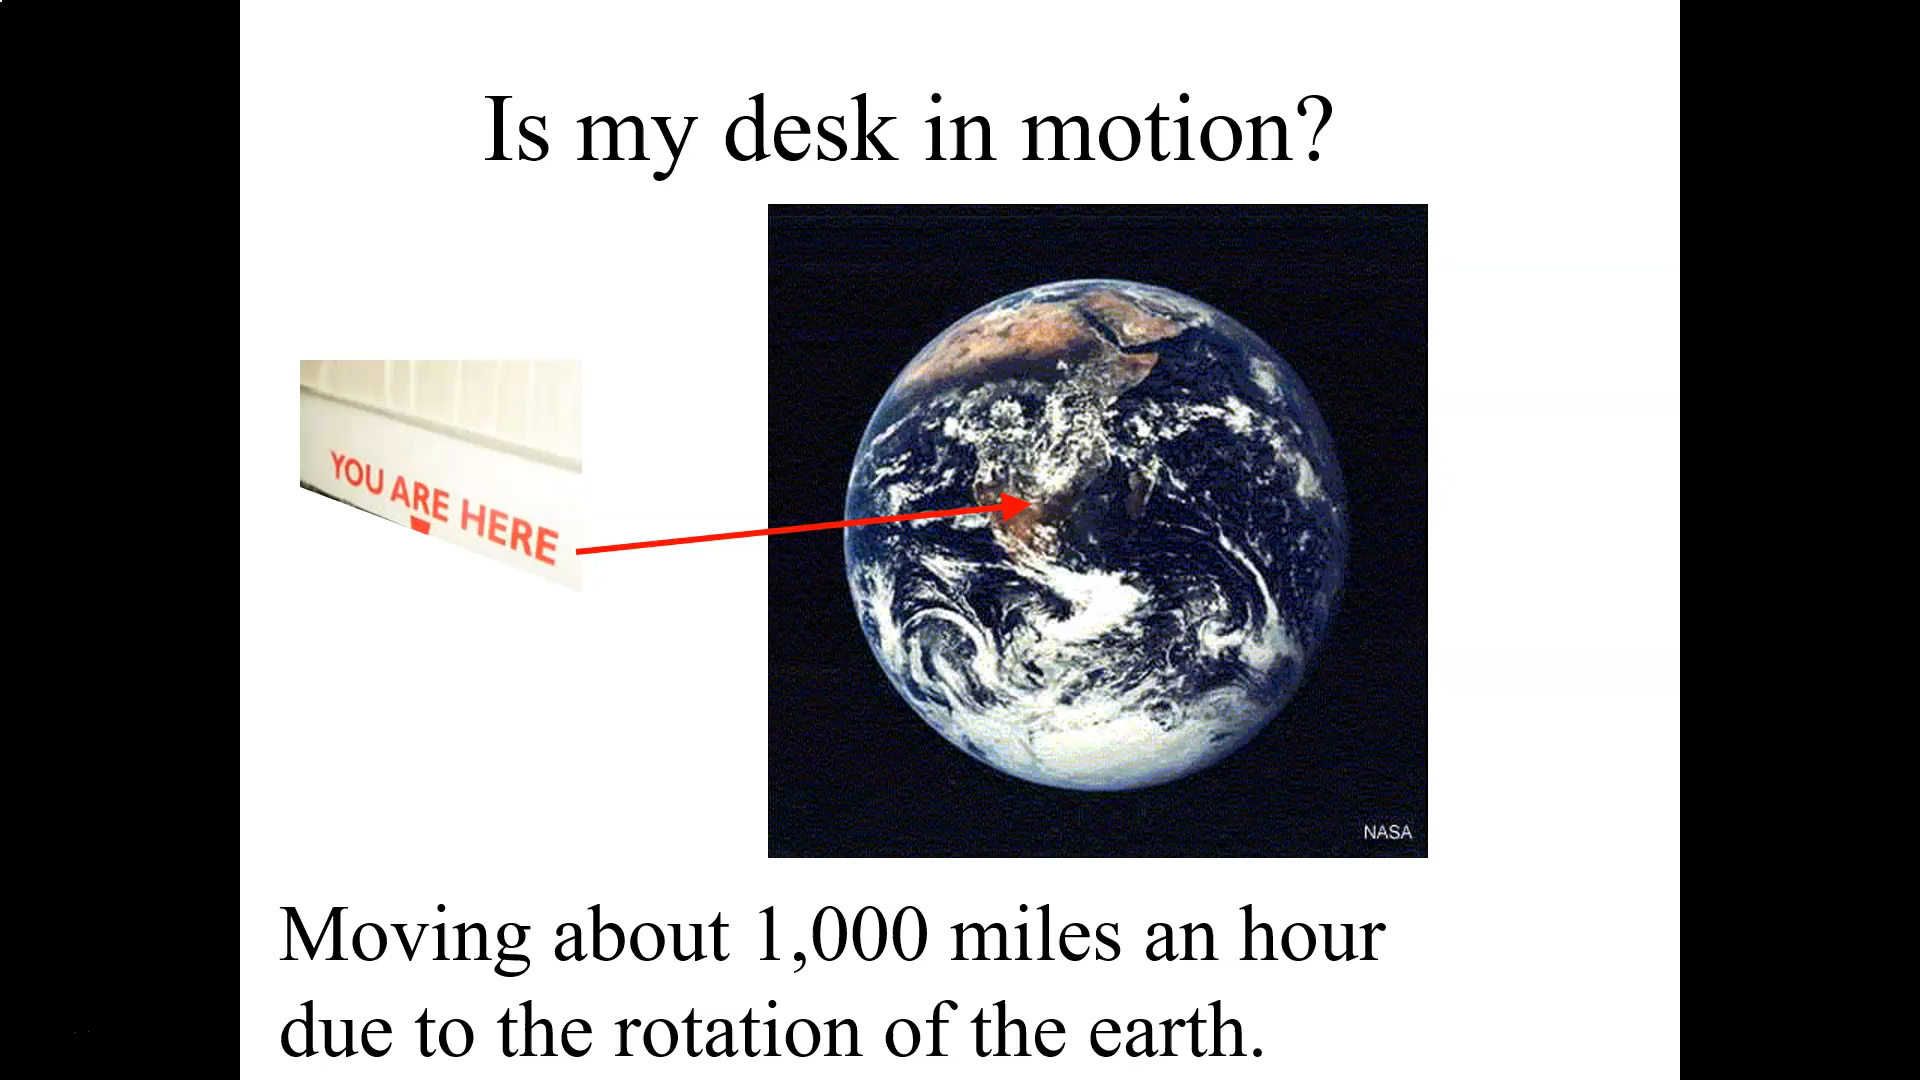 Is my desk in motion?
YOU ARE HERE
NASA
Moving about 1,000 miles an hour
due to the rotation of the earth.